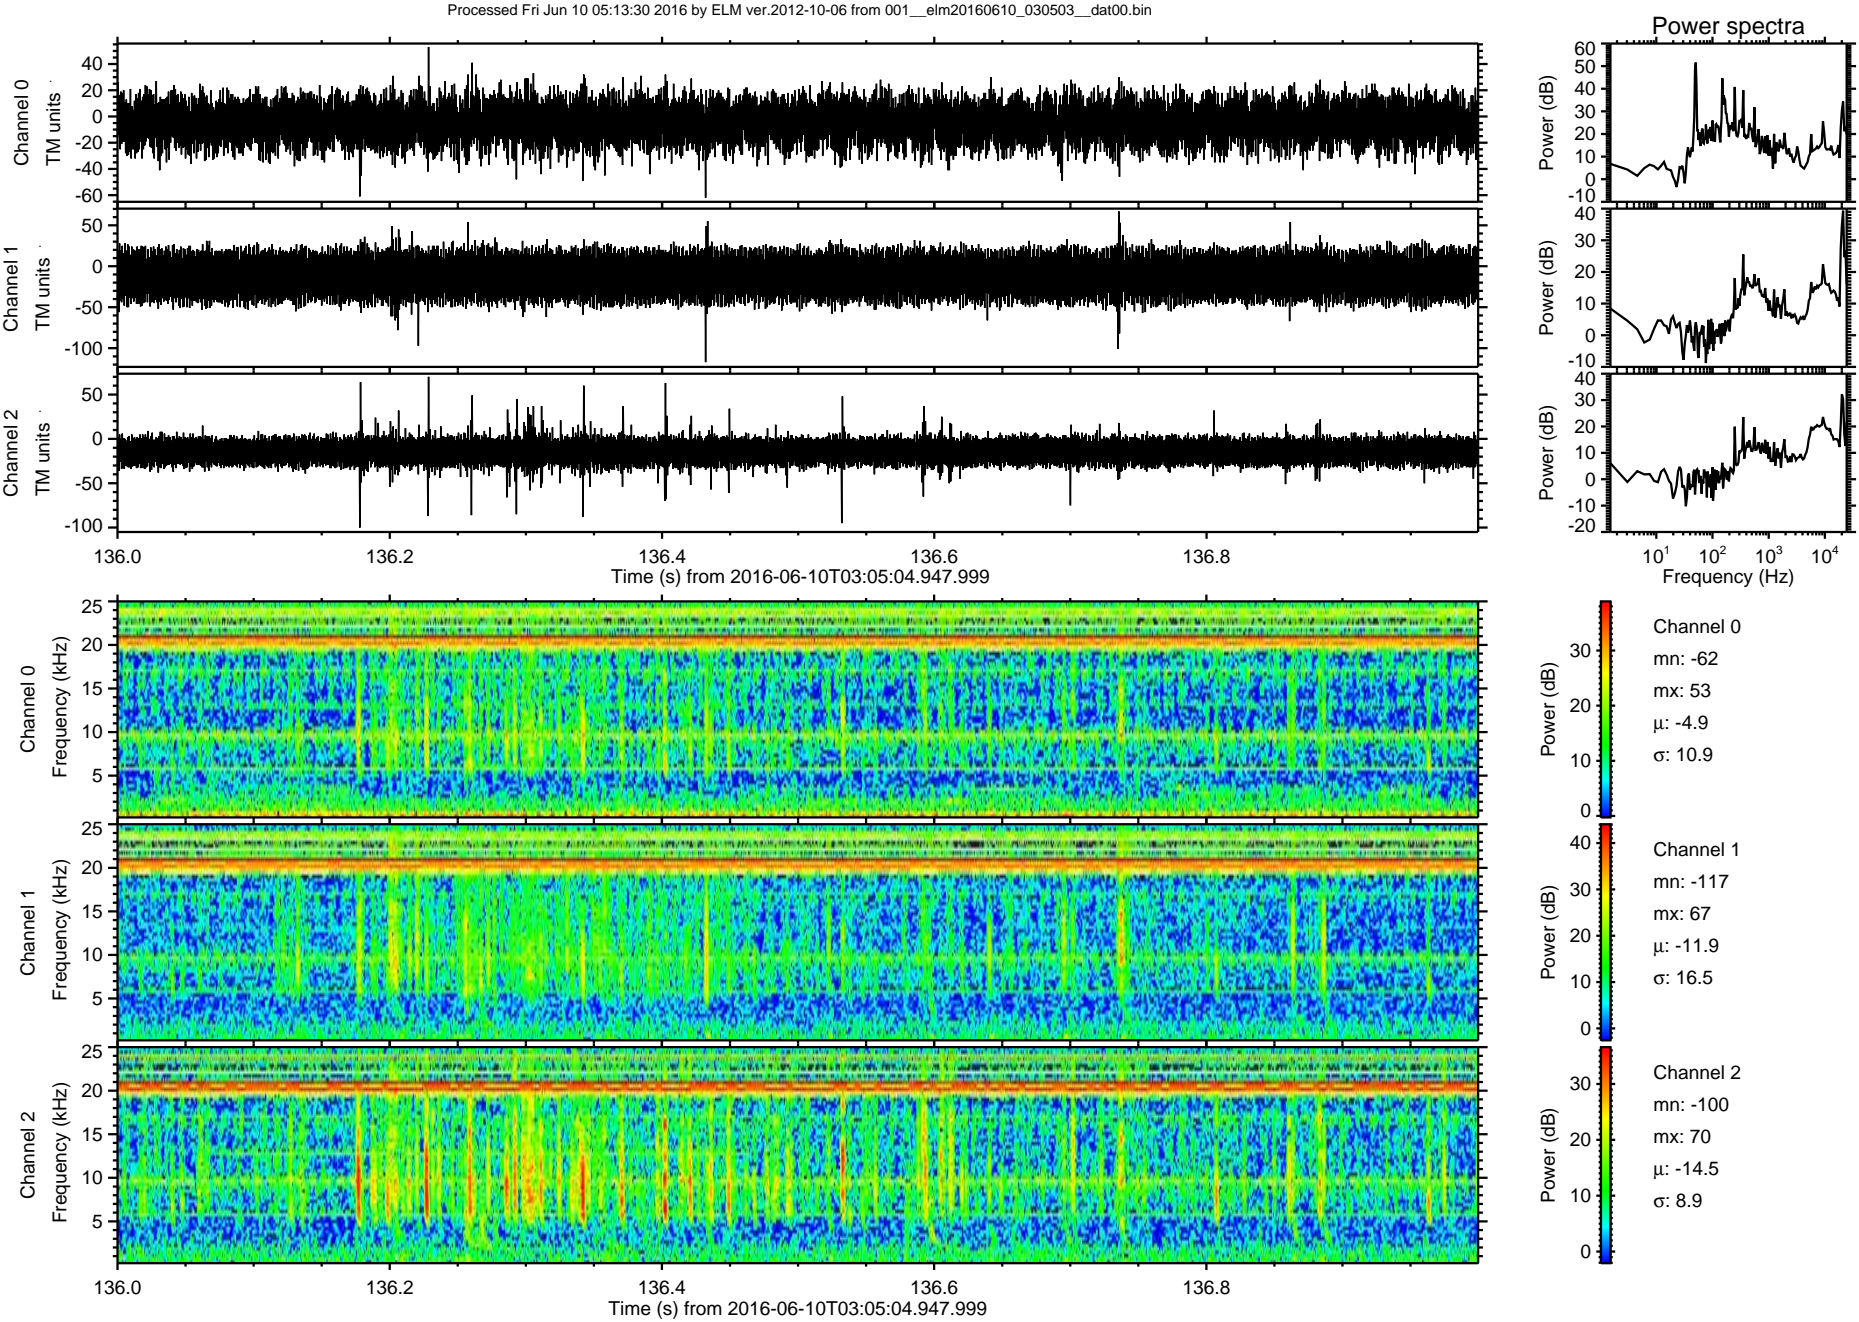 Processed Fri Jun 10 05:13:30 2016 by ELM ver.2012-10-06 from 001__elm20160610_030503__dat00.bin
Power spectra
Channel 0
TM units
40
20
0
-20
-40
-60
Power (dB)
60
50
40
30
20
10
0
-10
Channel 1
TM units
50
0
-50
-100
Power (dB)
40
30
20
10
0
-10
Channel 2
TM units
50
0
-50
-100
Power (dB)
40
30
20
10
0
-10
-20
136.0
136.2
136.4
136.6
136.8
Time (s) from 2016-06-10T03:05:04.947.999
10^1
10^2
10^3
10^4
Frequency (Hz)
Channel 0
Frequency (kHz)
25
20
15
10
5
Power (dB)
30
20
10
0
Channel 0
mn: -62
mx: 53
μ: -4.9
σ: 10.9
Channel 1
Frequency (kHz)
25
20
15
10
5
Power (dB)
40
30
20
10
0
Channel 1
mn: -117
mx: 67
μ: -11.9
σ: 16.5
Channel 2
Frequency (kHz)
25
20
15
10
5
Power (dB)
30
20
10
0
Channel 2
mn: -100
mx: 70
μ: -14.5
σ: 8.9
136.0
136.2
136.4
136.6
136.8
Time (s) from 2016-06-10T03:05:04.947.999